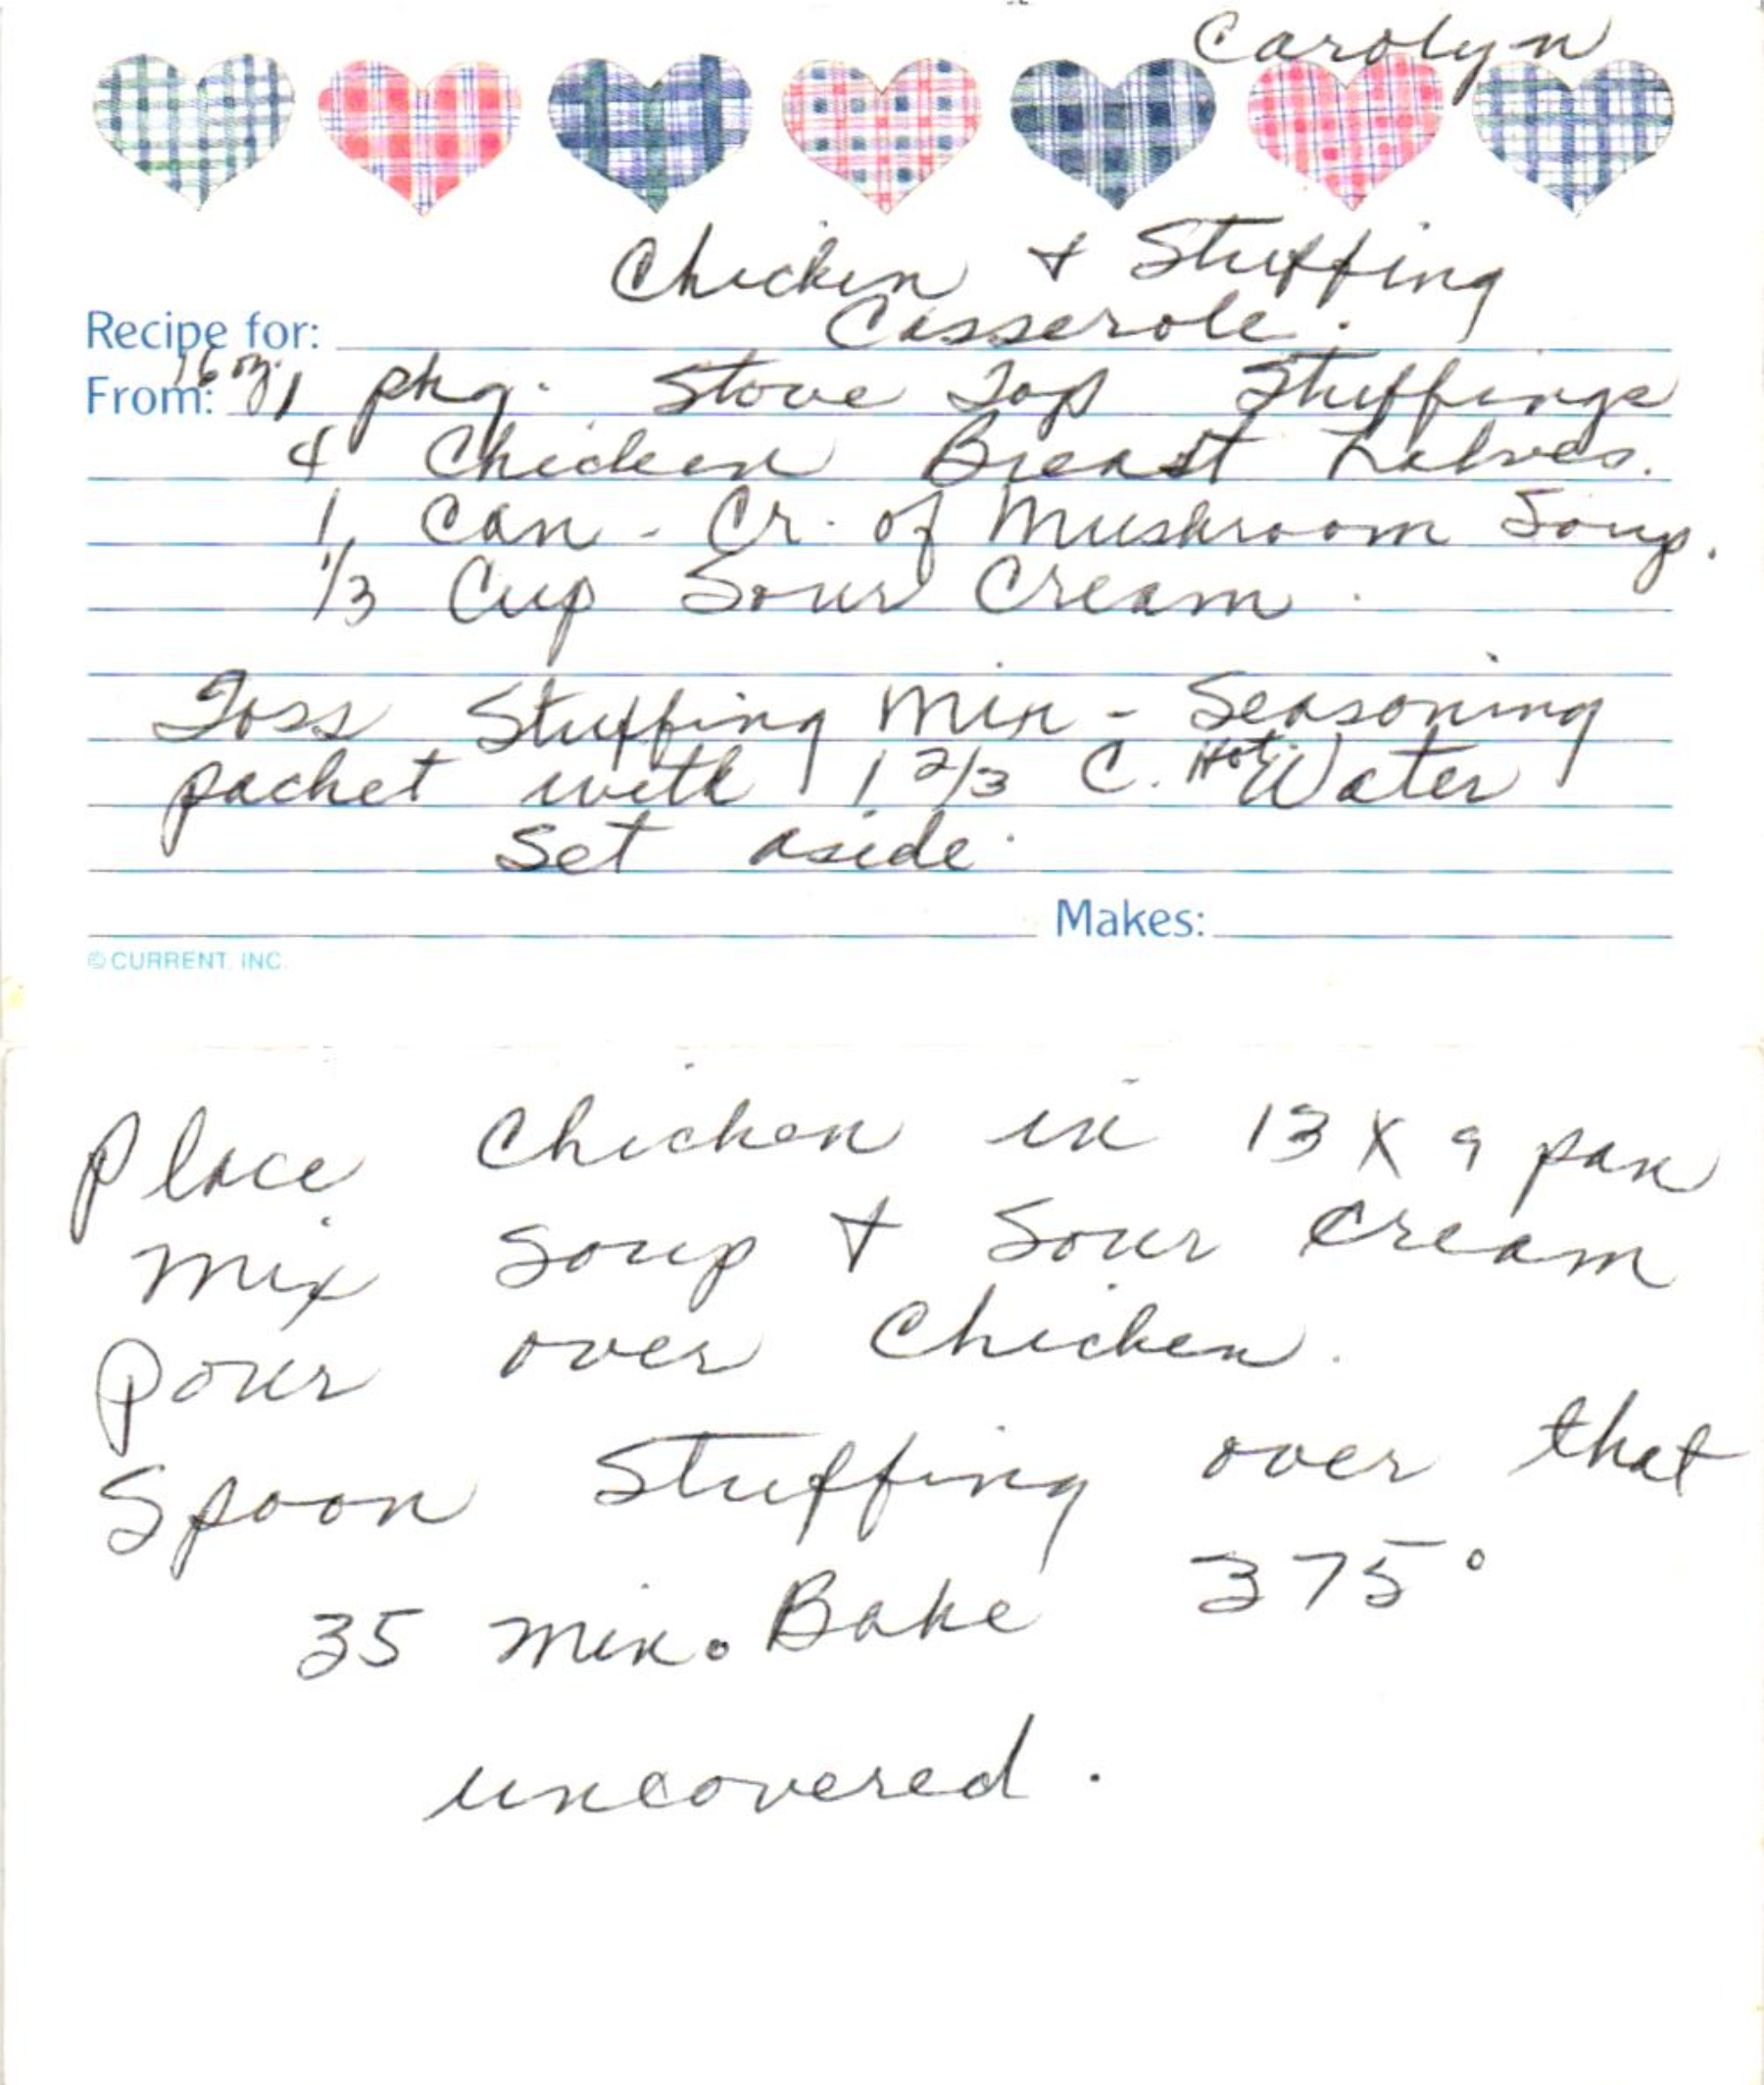 Carolyn
Chicken + Stuffing
Recipe for: Casserole.
From: 16 oz. 1 pkg. Stove Top Stuffings
4 Chicken Breast halves.
1 Can - Cr. of Mushroom Soup.
1/3 Cup Sour Cream.
Toss Stuffing Mix - Seasoning
packet with 1 2/3 C. Hot Water
Set aside.
Makes:
© CURRENT, INC.
Place Chicken in 13 X 9 pan
Mix Soup + Sour Cream
Pour over Chicken.
Spoon Stuffing over that
35 min. Bake 375°
uncovered.